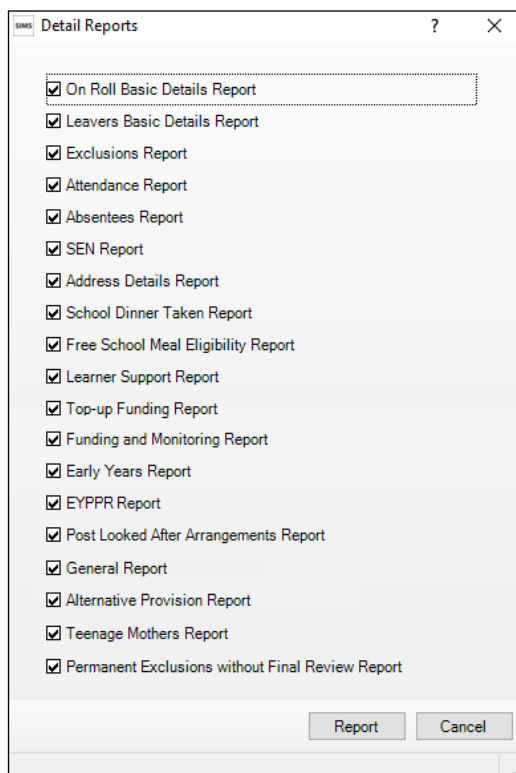 SIMS Detail Reports ?
On Roll Basic Details Report
Leavers Basic Details Report
Exclusions Report
Attendance Report
Absentees Report
SEN Report
Address Details Report
School Dinner Taken Report
Free School Meal Eligibility Report
Learner Support Report
Top-up Funding Report
Funding and Monitoring Report
Early Years Report
EYPPR Report
Post Looked After Arrangements Report
General Report
Alternative Provision Report
Teenage Mothers Report
Permanent Exclusions without Final Review Report
Report Cancel